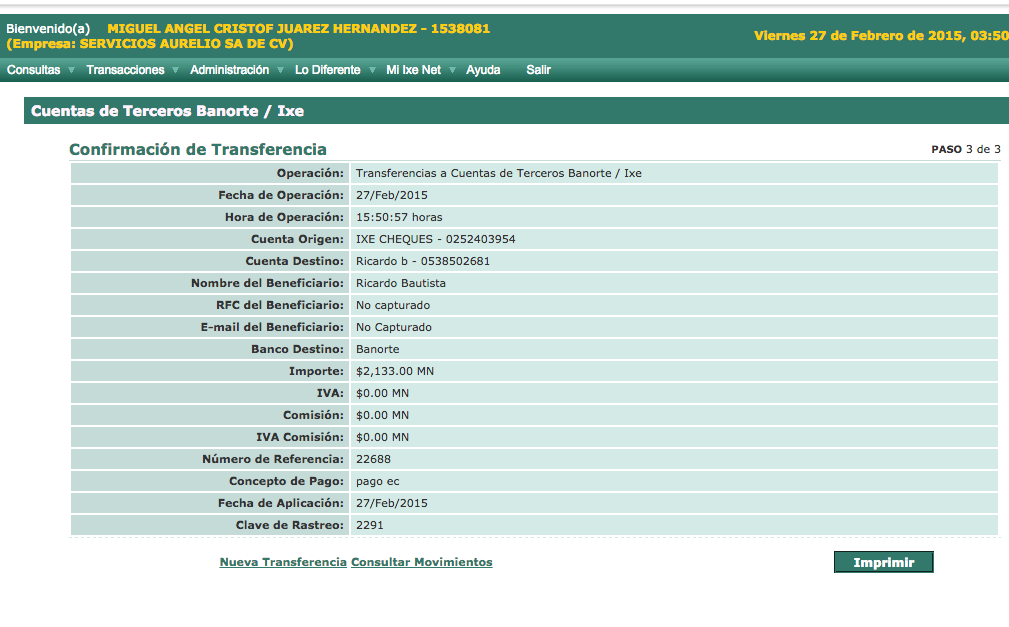 Bienvenido(a) MIGUEL ANGEL CRISTOF JUAREZ HERNANDEZ - 1538081
(Empresa: SERVICIOS AURELIO SA DE CV)
Viernes 27 de Febrero de 2015, 03:50
Consultas Transacciones Administración Lo Diferente Mi Ixe Net Ayuda Salir
Cuentas de Terceros Banorte / Ixe
Confirmación de Transferencia PASO 3 de 3
Operación: Transferencias a Cuentas de Terceros Banorte / Ixe
Fecha de Operación: 27/Feb/2015
Hora de Operación: 15:50:57 horas
Cuenta Origen: IXE CHEQUES - 0252403954
Cuenta Destino: Ricardo b - 0538502681
Nombre del Beneficiario: Ricardo Bautista
RFC del Beneficiario: No capturado
E-mail del Beneficiario: No Capturado
Banco Destino: Banorte
Importe: $2,133.00 MN
IVA: $0.00 MN
Comisión: $0.00 MN
IVA Comisión: $0.00 MN
Número de Referencia: 22688
Concepto de Pago: pago ec
Fecha de Aplicación: 27/Feb/2015
Clave de Rastreo: 2291
Nueva Transferencia Consultar Movimientos Imprimir